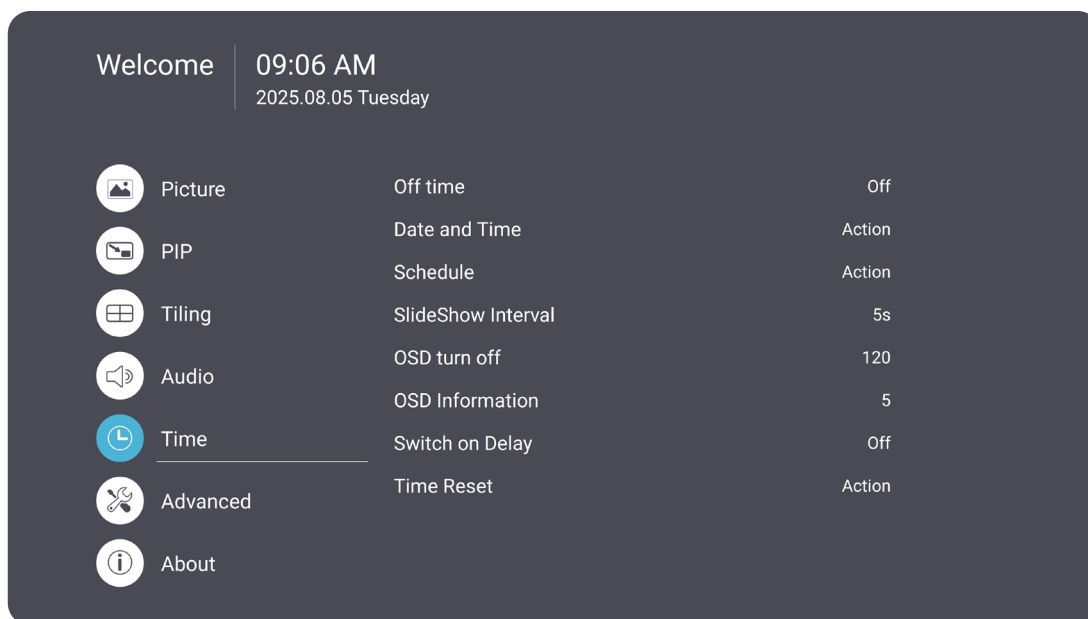 Welcome
09:06 AM
2025.08.05 Tuesday
Picture
PIP
Tiling
Audio
Time
Advanced
About
Off time Off
Date and Time Action
Schedule Action
SlideShow Interval 5s
OSD turn off 120
OSD Information 5
Switch on Delay Off
Time Reset Action